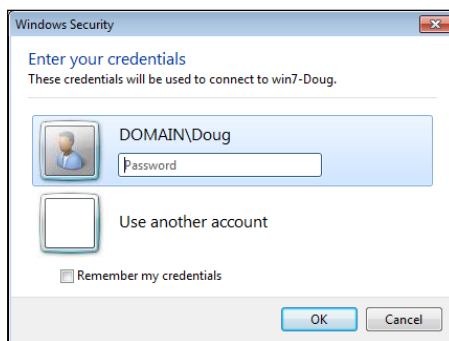 Windows Security
Enter your credentials
These credentials will be used to connect to win7-Doug.
DOMAIN\Doug
Password
Use another account
Remember my credentials
OK
Cancel